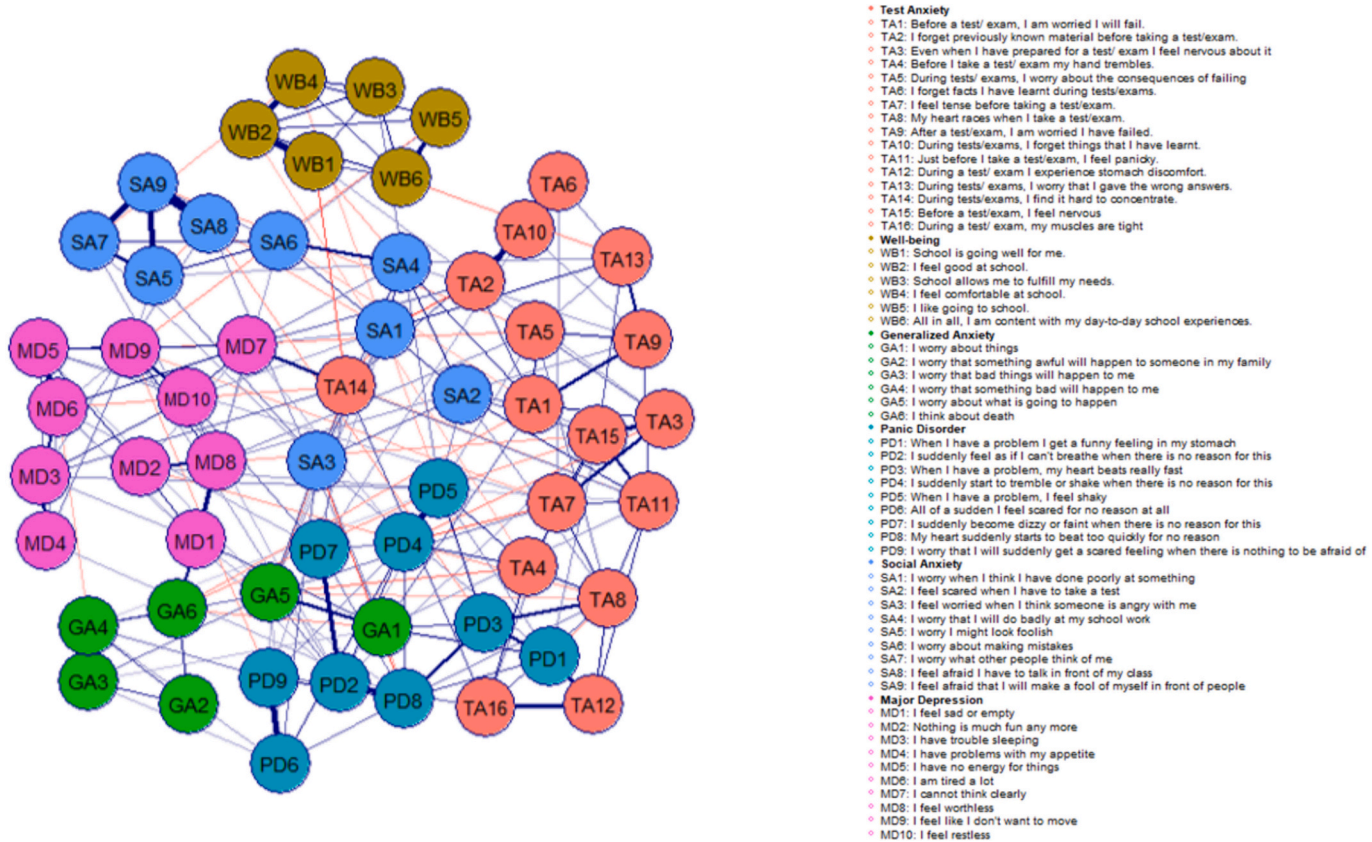 WB4
WB3
WB5
WB2
WB1
WB6
SA9
TA6
SA8
TA10
SA7
SA6
TA13
SA5
SA4
TA2
SA1
TA5
TA9
MD5
MD9
MD7
TA14
MD10
SA2
MD6
TA1
TA3
TA15
MD3
MD2
MD8
SA3
PD5
TA7
TA11
MD4
MD1
PD7
PD4
TA4
GA5
TA8
GA6
GA4
GA1
PD3
PD1
GA3
PD9
PD2
PD8
GA2
TA16
TA12
PD6
Test Anxiety
TA1: Before a test/ exam, I am worried I will fail.
TA2: I forget previously known material before taking a test/exam.
TA3: Even when I have prepared for a test/ exam I feel nervous about it
TA4: Before I take a test/ exam my hand trembles.
TA5: During tests/ exams, I worry about the consequences of failing
TA6: I forget facts I have learnt during tests/exams.
TA7: I feel tense before taking a test/exam.
TA8: My heart races when I take a test/exam.
TA9: After a test/exam, I am worried I have failed.
TA10: During tests/exams, I forget things that I have learnt.
TA11: Just before I take a test/exam, I feel panicky.
TA12: During a test/ exam I experience stomach discomfort.
TA13: During tests/ exams, I worry that I gave the wrong answers.
TA14: During tests/exams, I find it hard to concentrate.
TA15: Before a test/exam, I feel nervous
TA16: During a test/ exam, my muscles are tight
Well-being
WB1: School is going well for me.
WB2: I feel good at school.
WB3: School allows me to fulfill my needs.
WB4: I feel comfortable at school.
WB5: I like going to school.
WB6: All in all, I am content with my day-to-day school experiences.
Generalized Anxiety
GA1: I worry about things
GA2: I worry that something awful will happen to someone in my family
GA3: I worry that bad things will happen to me
GA4: I worry that something bad will happen to me
GA5: I worry about what is going to happen
GA6: I think about death
Panic Disorder
PD1: When I have a problem I get a funny feeling in my stomach
PD2: I suddenly feel as if I can't breathe when there is no reason for this
PD3: When I have a problem, my heart beats really fast
PD4: I suddenly start to tremble or shake when there is no reason for this
PD5: When I have a problem, I feel shaky
PD6: All of a sudden I feel scared for no reason at all
PD7: I suddenly become dizzy or faint when there is no reason for this
PD8: My heart suddenly starts to beat too quickly for no reason
PD9: I worry that I will suddenly get a scared feeling when there is nothing to be afraid of
Social Anxiety
SA1: I worry when I think I have done poorly at something
SA2: I feel scared when I have to take a test
SA3: I feel worried when I think someone is angry with me
SA4: I worry that I will do badly at my school work
SA5: I worry I might look foolish
SA6: I worry about making mistakes
SA7: I worry what other people think of me
SA8: I feel afraid I have to talk in front of my class
SA9: I feel afraid that I will make a fool of myself in front of people
Major Depression
MD1: I feel sad or empty
MD2: Nothing is much fun any more
MD3: I have trouble sleeping
MD4: I have problems with my appetite
MD5: I have no energy for things
MD6: I am tired a lot
MD7: I cannot think clearly
MD8: I feel worthless
MD9: I feel like I don't want to move
MD10: I feel restless